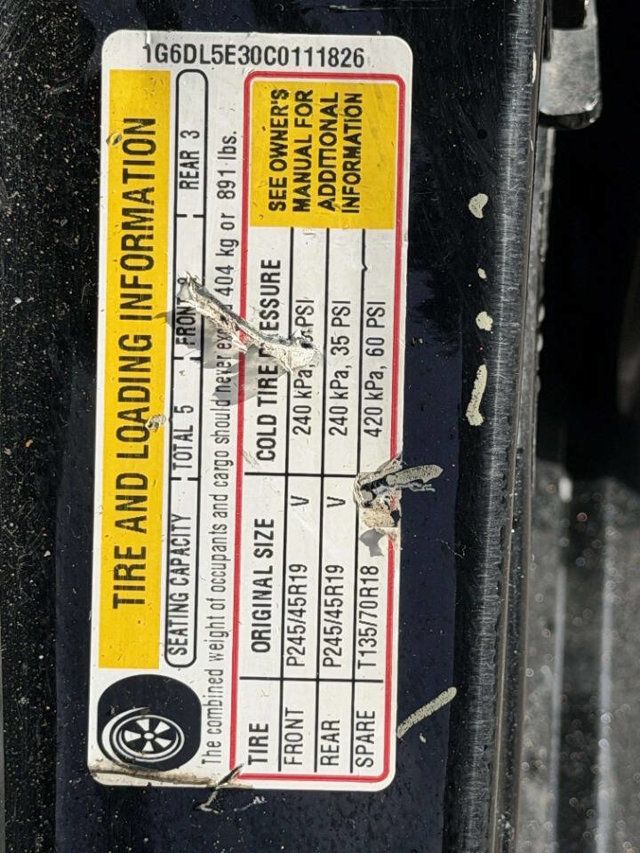 1G6DL5E30C0111826
TIRE AND LOADING INFORMATION
SEATING CAPACITY TOTAL 5 FRONT REAR 3
The combined weight of occupants and cargo should never 404 kg or 891 lbs.
TIRE ORIGINAL SIZE COLD TIRE
FRONT P245/45R19 V 240 kPa, PSI
REAR P245/45R19 V 240 kPa, 35 PSI
SPARE T135/70R18 420 kPa, 60 PSI
SEE OWNER'S
MANUAL FOR
ADDITIONAL
INFORMATION